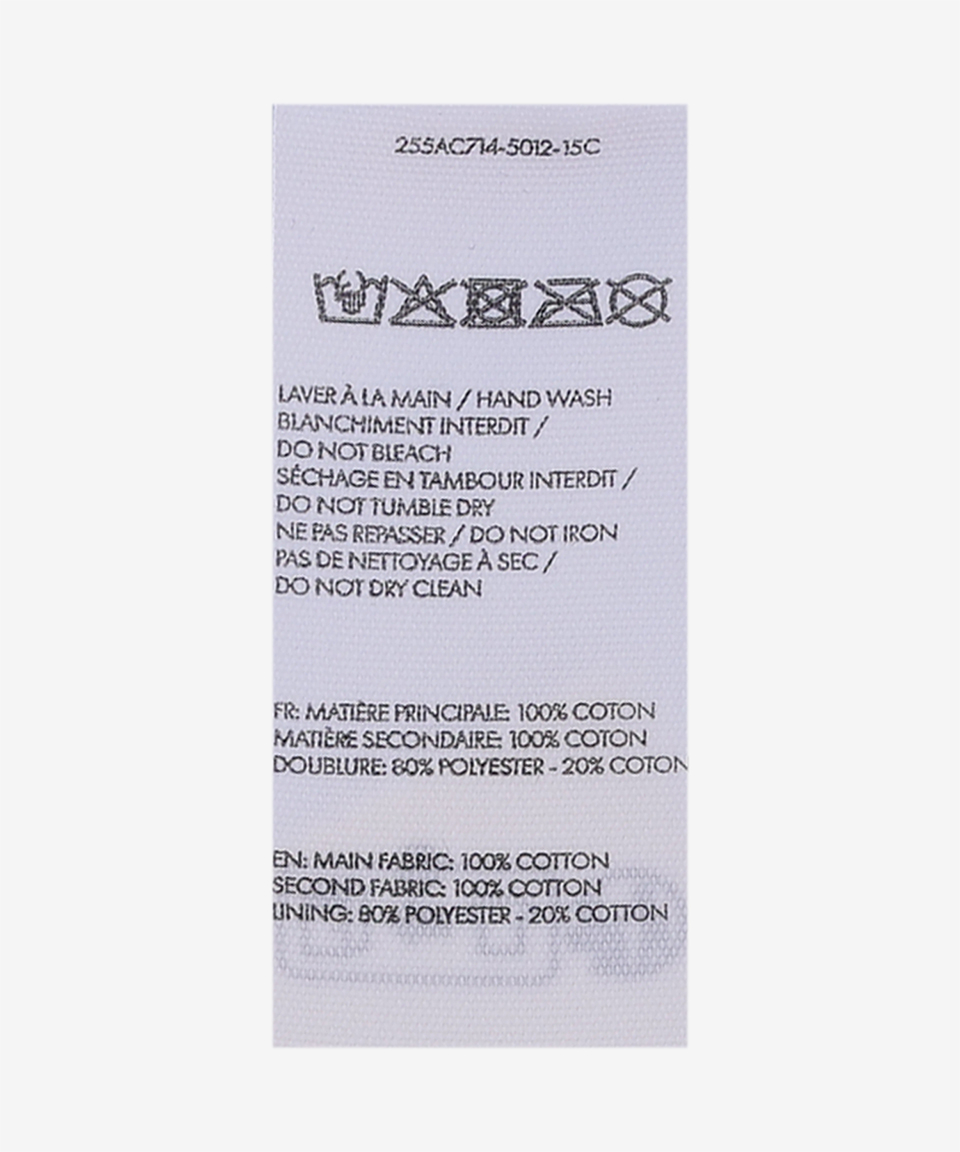 255AC714-5012-15C
LAVER À LA MAIN / HAND WASH
BLANCHIMENT INTERDIT /
DO NOT BLEACH
SÉCHAGE EN TAMBOUR INTERDIT /
DO NOT TUMBLE DRY
NE PAS REPASSER / DO NOT IRON
PAS DE NETTOYAGE À SEC /
DO NOT DRY CLEAN
FR: MATIÈRE PRINCIPALE: 100% COTON
MATIÈRE SECONDAIRE: 100% COTON
DOUBLURE: 80% POLYESTER - 20% COTON
EN: MAIN FABRIC: 100% COTTON
SECOND FABRIC: 100% COTTON
LINING: 80% POLYESTER - 20% COTTON